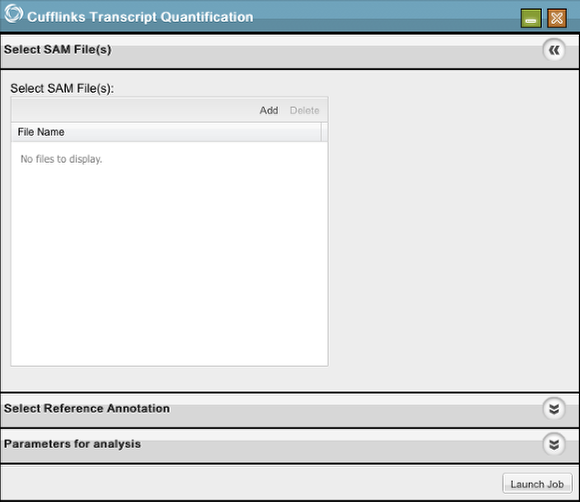 Cufflinks Transcript Quantification
Select SAM File(s)
Select SAM File(s):
Add Delete
File Name
No files to display.
Select Reference Annotation
Parameters for analysis
Launch Job